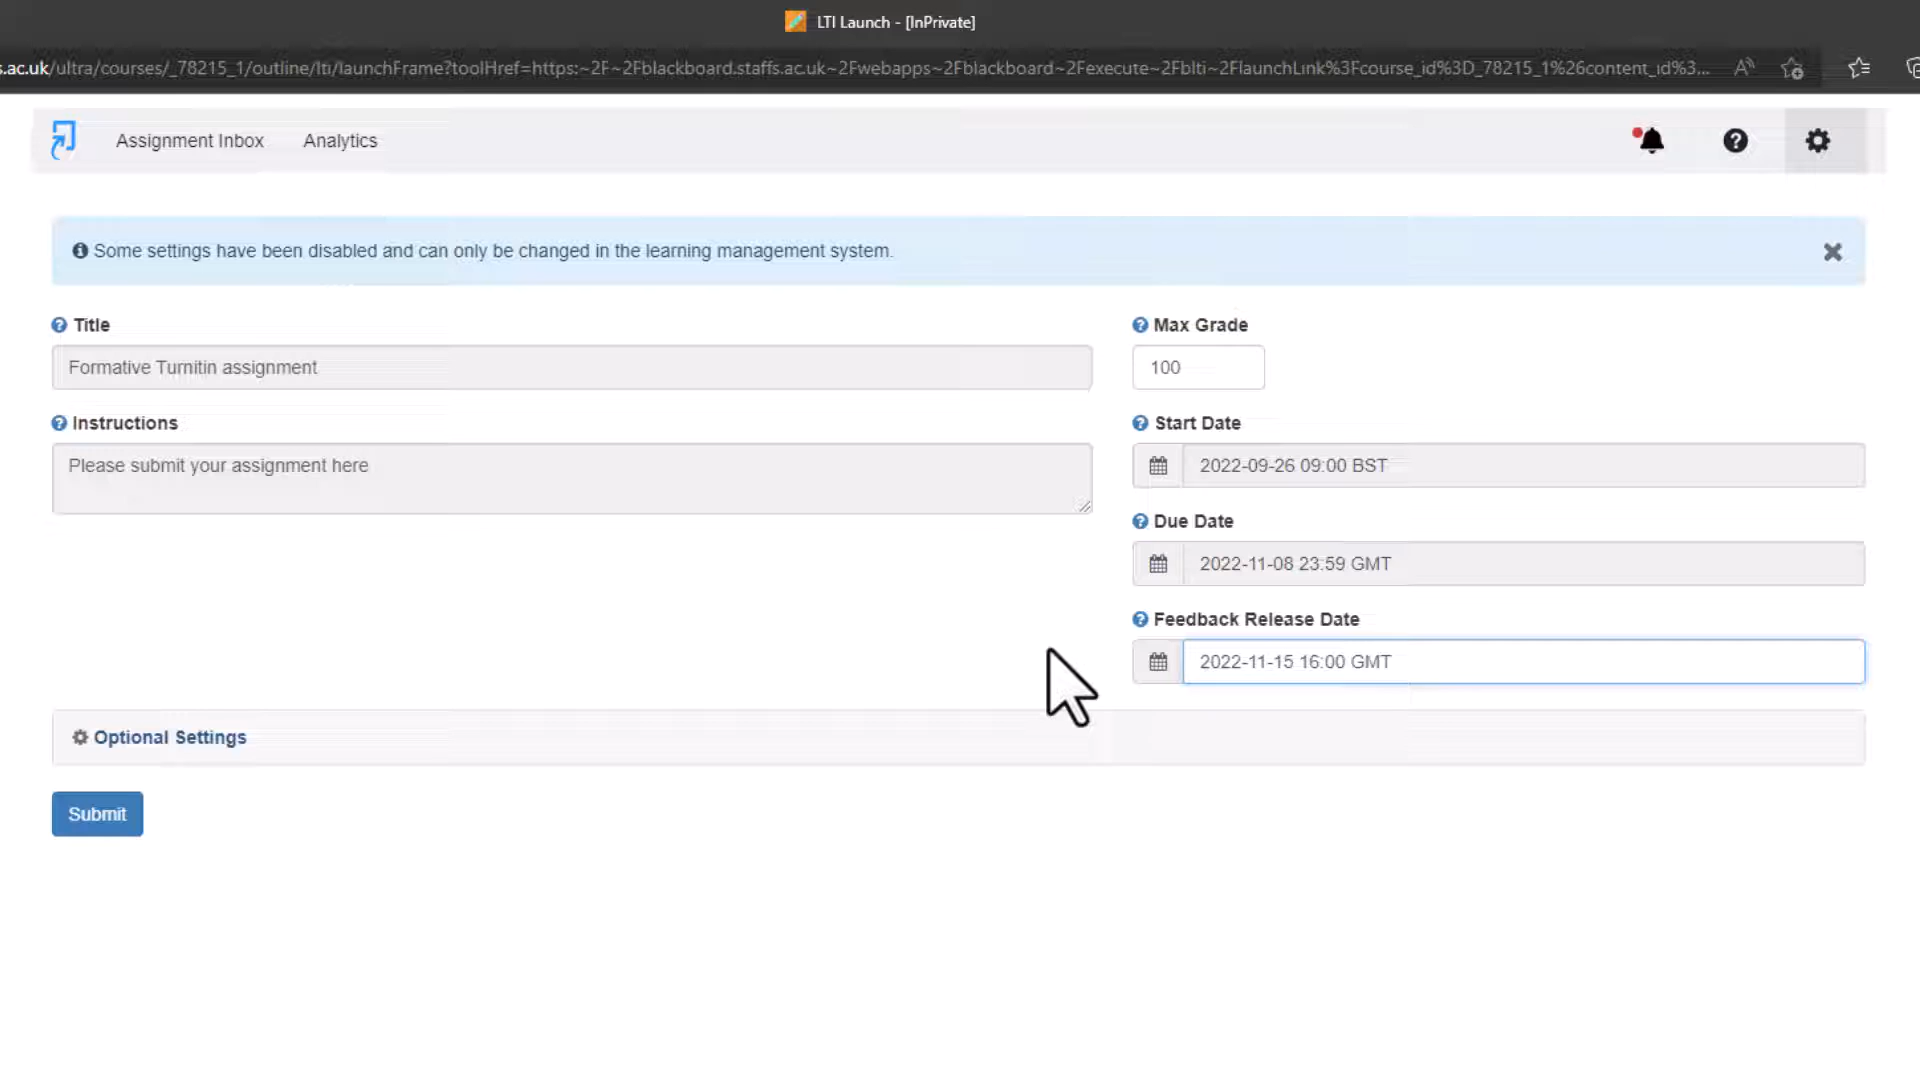 LTI Launch - [InPrivate]
s.ac.uk/ultra/courses/_78215_1/outline/lti/launchFrame?toolHref=https:~2F~2Fblackboard.staffs.ac.uk~2Fwebapps~2Fblackboard~2Fexecute~2Fblti~2FlaunchLink%3Fcourse_id%3D_78215_1%26content_id%3...
Assignment Inbox Analytics
Some settings have been disabled and can only be changed in the learning management system.
Title
Formative Turnitin assignment
Instructions
Please submit your assignment here
Max Grade
100
Start Date
2022-09-26 09:00 BST
Due Date
2022-11-08 23:59 GMT
Feedback Release Date
2022-11-15 16:00 GMT
Optional Settings
Submit